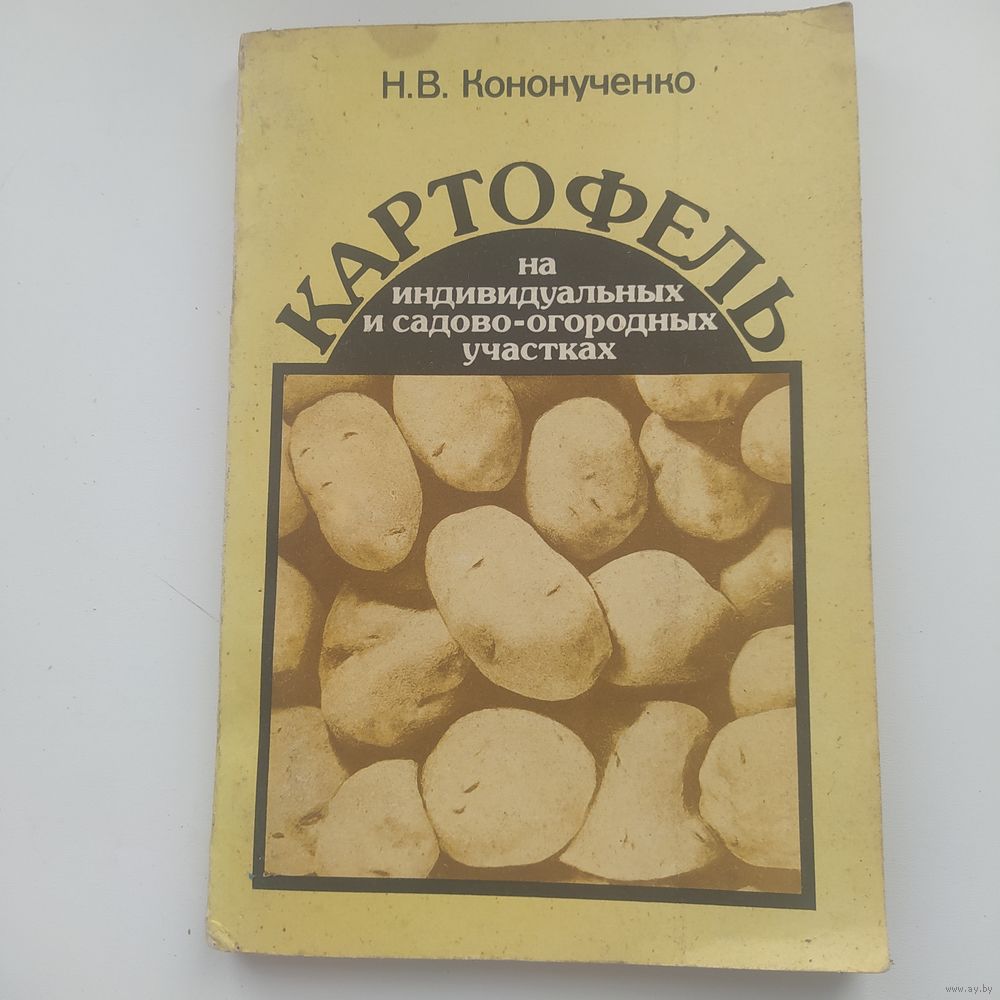 Н.В. Кононученко
КАРТОФЕЛЬ
на
индивидуальных
и садово-огородных
участках
www.ay.by